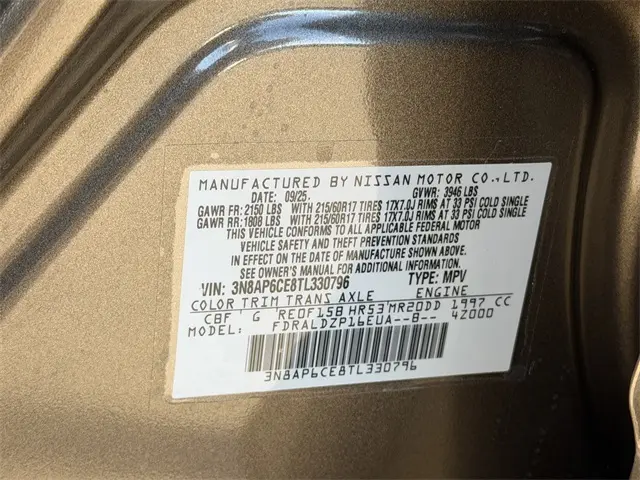 MANUFACTURED BY NISSAN MOTOR CO., LTD.
DATE 09/25. GVWR: 3946 LBS
GAWR FR: 2150 LBS WITH 215/60R17 TIRES 17X7.0J RIMS AT 33 PSI COLD SINGLE
GAWR RR: 1808 LBS WITH 215/60R17 TIRES 17X7.0J RIMS AT 33 PSI COLD SINGLE
THIS VEHICLE CONFORMS TO ALL APPLICABLE FEDERAL MOTOR
VEHICLE SAFETY AND THEFT PREVENTION STANDARDS
IN EFFECT ON THE DATE OF MANUFACTURE SHOWN ABOVE.
SEE OWNER'S MANUAL FOR ADDITIONAL INFORMATION.
VIN: 3N8AP6CE8TL330796 TYPE: MPV
COLOR TRIM TRANS AXLE ENGINE
CBF G RE0F15B HR53 MR20DD 1997 CC
MODEL: FDRALDZP16EUA--B-- 4Z000
3N8AP6CE8TL330796